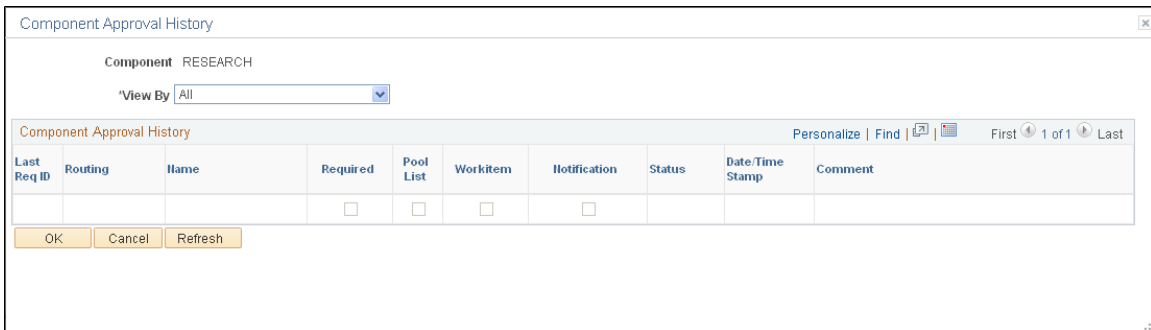 Component Approval History
Component RESEARCH
*View By All
Component Approval History Personalize | Find | | First 1 of 1 Last
Last Req ID Routing Name Required Pool List Workitem Notification Status Date/Time Stamp Comment
OK Cancel Refresh